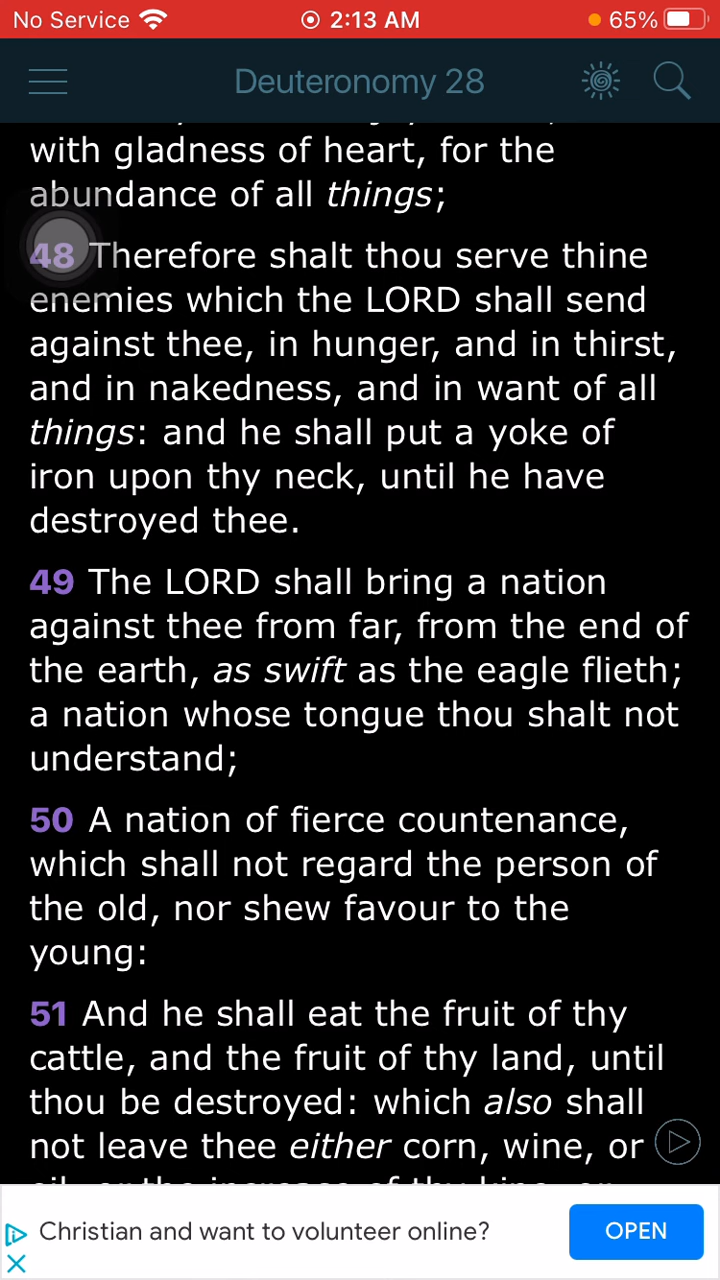 No Service 2:13 AM 65%
Deuteronomy 28
with gladness of heart, for the
abundance of all things;
48 Therefore shalt thou serve thine
enemies which the LORD shall send
against thee, in hunger, and in thirst,
and in nakedness, and in want of all
things: and he shall put a yoke of
iron upon thy neck, until he have
destroyed thee.
49 The LORD shall bring a nation
against thee from far, from the end of
the earth, as swift as the eagle flieth;
a nation whose tongue thou shalt not
understand;
50 A nation of fierce countenance,
which shall not regard the person of
the old, nor shew favour to the
young:
51 And he shall eat the fruit of thy
cattle, and the fruit of thy land, until
thou be destroyed: which also shall
not leave thee either corn, wine, or
Christian and want to volunteer online?
OPEN